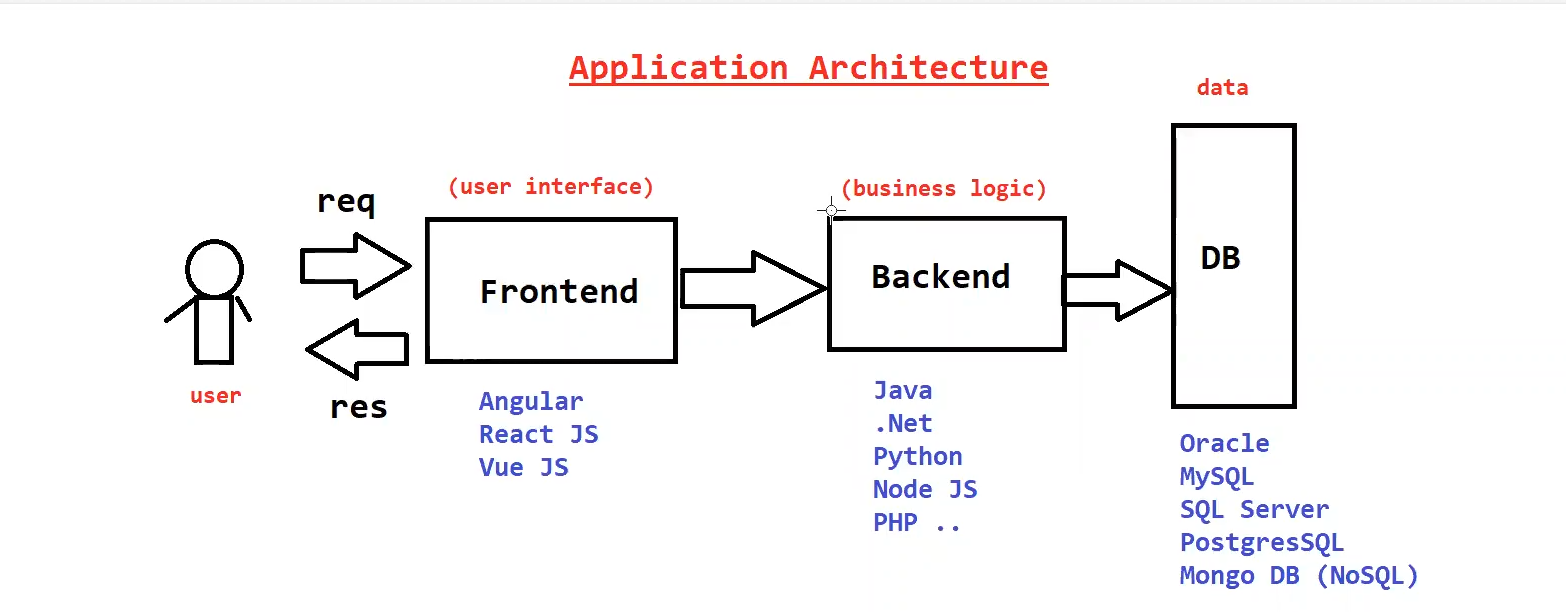 Application Architecture
data
(user interface)
(business logic)
req
Frontend
Backend
DB
user
res
Angular
React JS
Vue JS
Java
.Net
Python
Node JS
PHP ..
Oracle
MySQL
SQL Server
PostgresSQL
Mongo DB (NoSQL)